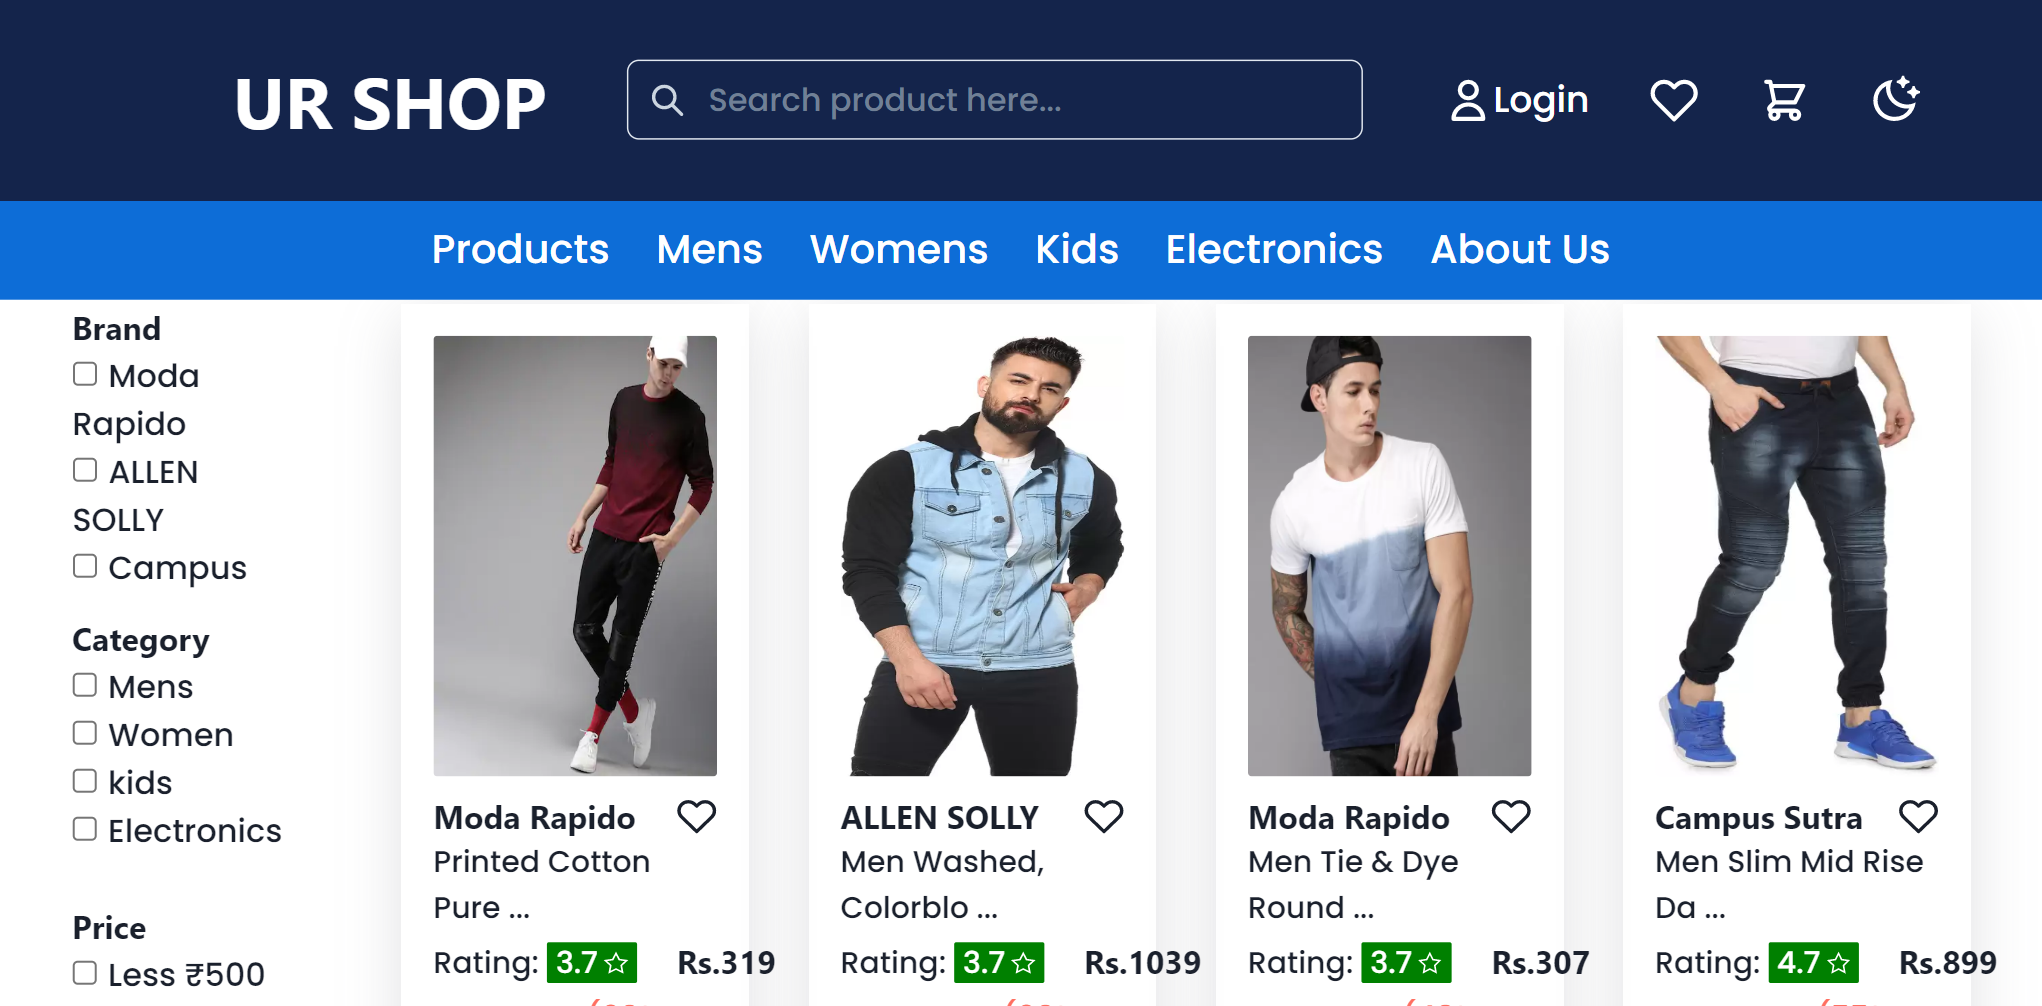 UR SHOP
Search product here...
Login
Products Mens Womens Kids Electronics About Us
Brand
Moda
Rapido
ALLEN
SOLLY
Campus
Category
Mens
Women
kids
Electronics
Price
Less ₹500
Moda Rapido
Printed Cotton
Pure ...
Rating: 3.7 Rs.319
ALLEN SOLLY
Men Washed,
Colorblo ...
Rating: 3.7 Rs.1039
Moda Rapido
Men Tie & Dye
Round ...
Rating: 3.7 Rs.307
Campus Sutra
Men Slim Mid Rise
Da ...
Rating: 4.7 Rs.899